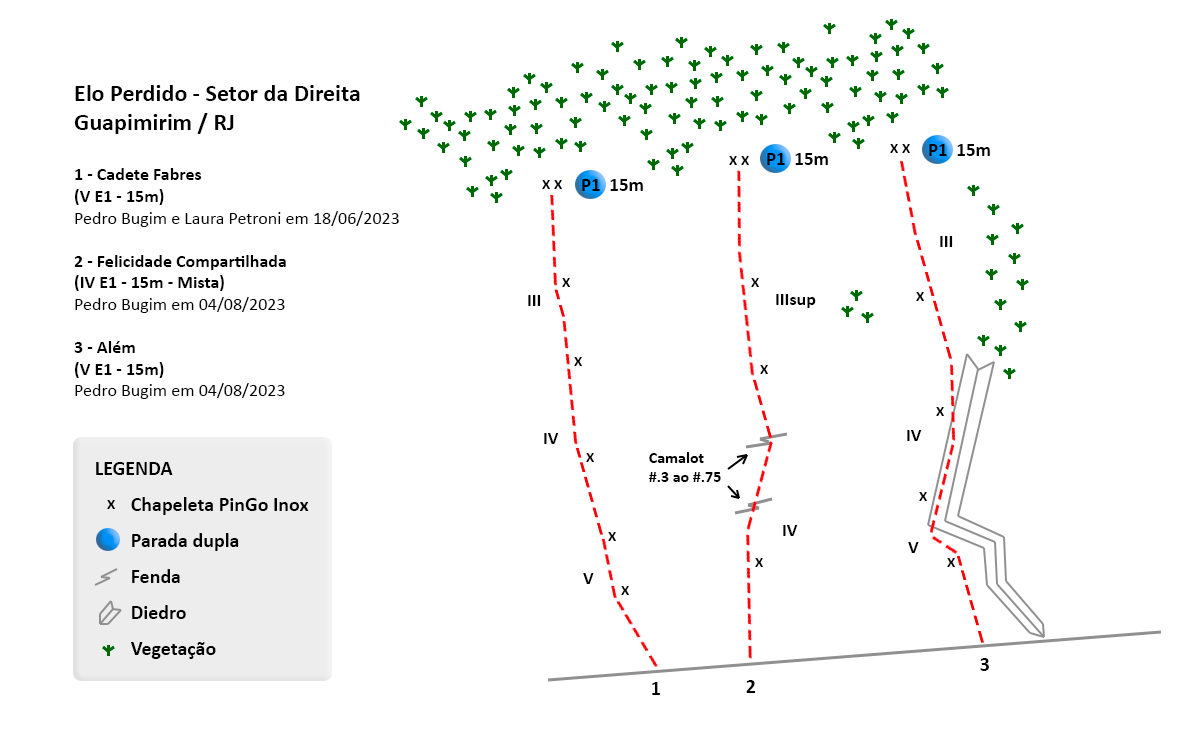 Elo Perdido - Setor da Direita
Guapimirim / RJ
1 - Cadete Fabres
(V E1 - 15m)
Pedro Bugim e Laura Petroni em 18/06/2023
2 - Felicidade Compartilhada
(IV E1 - 15m - Mista)
Pedro Bugim em 04/08/2023
3 - Além
(V E1 - 15m)
Pedro Bugim em 04/08/2023
LEGENDA
x Chapeleta PinGo Inox
Parada dupla
Fenda
Diedro
Vegetação
x x P1 15m
x
III
x
IV
x
x
V
x
1
x x P1 15m
x
IIIsup
x
Camalot
#.3 ao #.75
IV
x
2
x x P1 15m
III
x
x
IV
x
V
x
3